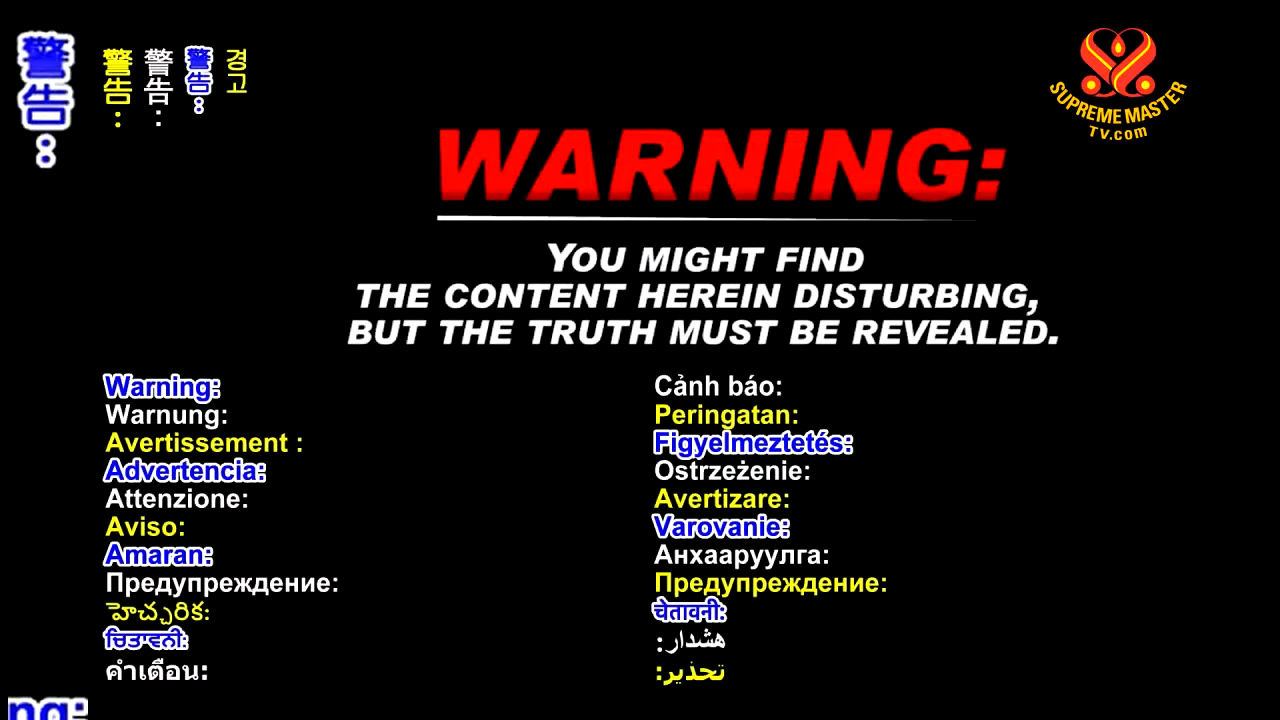 警告：
警告：
警告：
警告：
경고
SUPREME MASTER
TV.com
WARNING:
YOU MIGHT FIND
THE CONTENT HEREIN DISTURBING,
BUT THE TRUTH MUST BE REVEALED.
Warning:
Warnung:
Avertissement :
Advertencia:
Attenzione:
Aviso:
Amaran:
Предупреждение:
హెచ్చరిక:
ਚਿਤਾਵਨੀ:
คำเตือน:
Cảnh báo:
Peringatan:
Figyelmeztetés:
Ostrzeżenie:
Avertizare:
Varovanie:
Анхааруулга:
Предупреждение:
चेतावनी:
هشدار:
تحذير:
ng: